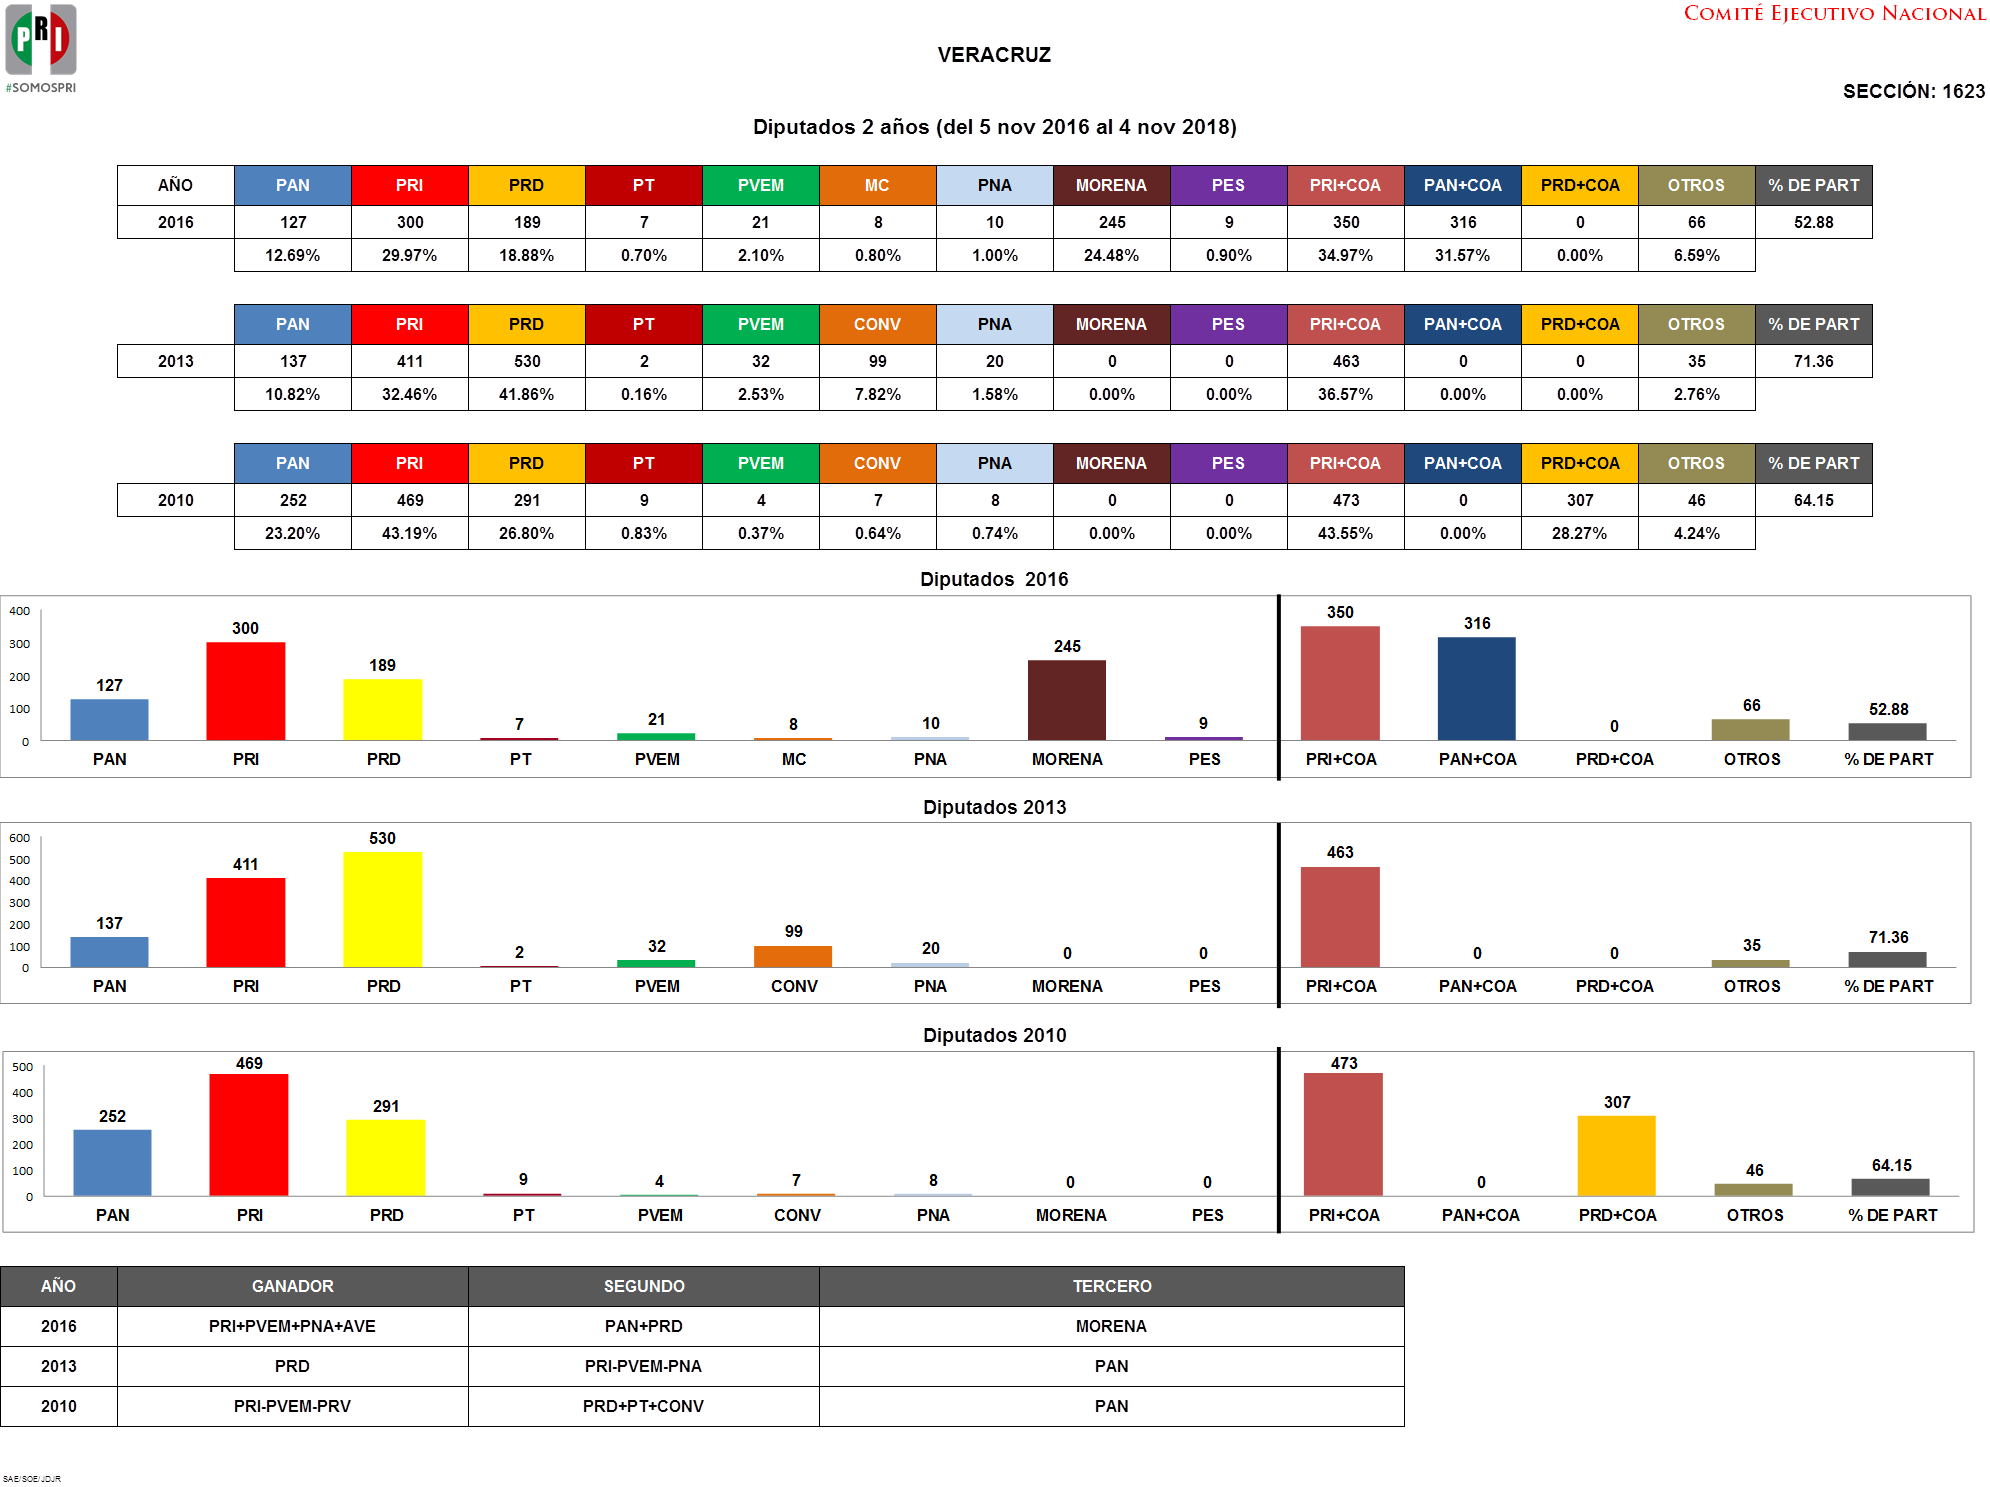 PRI
#SOMOSPRI
COMITÉ EJECUTIVO NACIONAL
VERACRUZ
SECCIÓN: 1623
Diputados 2 años (del 5 nov 2016 al 4 nov 2018)
AÑO PAN PRI PRD PT PVEM MC PNA MORENA PES PRI+COA PAN+COA PRD+COA OTROS % DE PART
2016 127 300 189 7 21 8 10 245 9 350 316 0 66 52.88
12.69% 29.97% 18.88% 0.70% 2.10% 0.80% 1.00% 24.48% 0.90% 34.97% 31.57% 0.00% 6.59%
PAN PRI PRD PT PVEM CONV PNA MORENA PES PRI+COA PAN+COA PRD+COA OTROS % DE PART
2013 137 411 530 2 32 99 20 0 0 463 0 0 35 71.36
10.82% 32.46% 41.86% 0.16% 2.53% 7.82% 1.58% 0.00% 0.00% 36.57% 0.00% 0.00% 2.76%
PAN PRI PRD PT PVEM CONV PNA MORENA PES PRI+COA PAN+COA PRD+COA OTROS % DE PART
2010 252 469 291 9 4 7 8 0 0 473 0 307 46 64.15
23.20% 43.19% 26.80% 0.83% 0.37% 0.64% 0.74% 0.00% 0.00% 43.55% 0.00% 28.27% 4.24%
Diputados 2016
400
300
200
100
0
127 300 189 7 21 8 10 245 9 350 316 0 66 52.88
PAN PRI PRD PT PVEM MC PNA MORENA PES PRI+COA PAN+COA PRD+COA OTROS % DE PART
Diputados 2013
600
500
400
300
200
100
0
137 411 530 2 32 99 20 0 0 463 0 0 35 71.36
PAN PRI PRD PT PVEM CONV PNA MORENA PES PRI+COA PAN+COA PRD+COA OTROS % DE PART
Diputados 2010
500
400
300
200
100
0
252 469 291 9 4 7 8 0 0 473 0 307 46 64.15
PAN PRI PRD PT PVEM CONV PNA MORENA PES PRI+COA PAN+COA PRD+COA OTROS % DE PART
AÑO GANADOR SEGUNDO TERCERO
2016 PRI+PVEM+PNA+AVE PAN+PRD MORENA
2013 PRD PRI-PVEM-PNA PAN
2010 PRI-PVEM-PRV PRD+PT+CONV PAN
SAE/SOE/JDJR